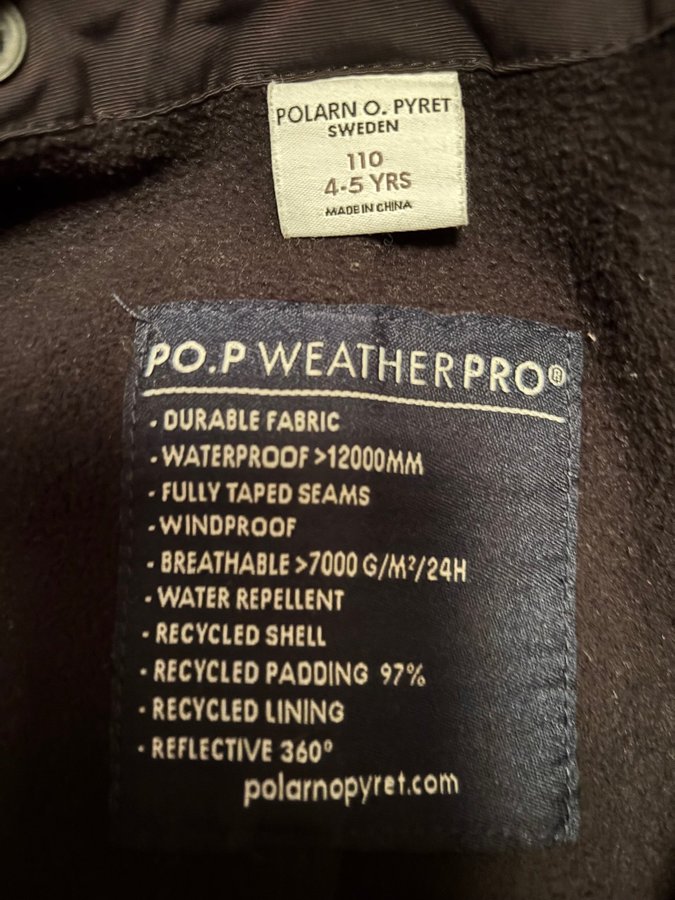 POLARN O. PYRET
SWEDEN
110
4-5 YRS
MADE IN CHINA
PO.P WEATHERPRO®
· DURABLE FABRIC
· WATERPROOF >12000MM
· FULLY TAPED SEAMS
· WINDPROOF
· BREATHABLE >7000 G/M²/24H
· WATER REPELLENT
· RECYCLED SHELL
· RECYCLED PADDING 97%
· RECYCLED LINING
· REFLECTIVE 360°
polarnopyret.com